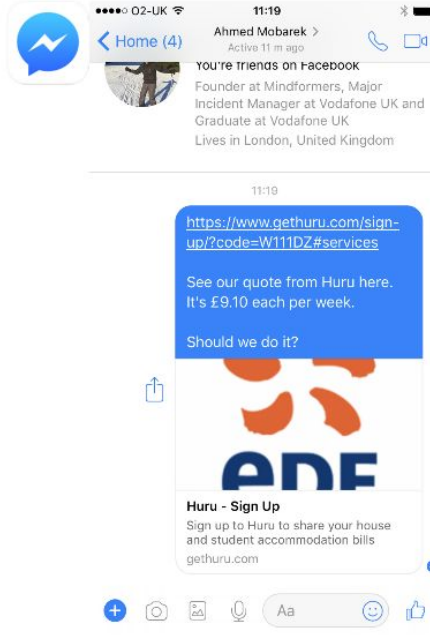 O2-UK 11:19
Home (4)
Ahmed Mobarek >
Active 11 m ago
You're friends on Facebook
Founder at Mindformers, Major
Incident Manager at Vodafone UK and
Graduate at Vodafone UK
Lives in London, United Kingdom
11:19
https://www.gethuru.com/sign-
up/?code=W111DZ#services
See our quote from Huru here.
It's £9.10 each per week.
Should we do it?
eDF
Huru - Sign Up
Sign up to Huru to share your house
and student accommodation bills
gethuru.com
Aa